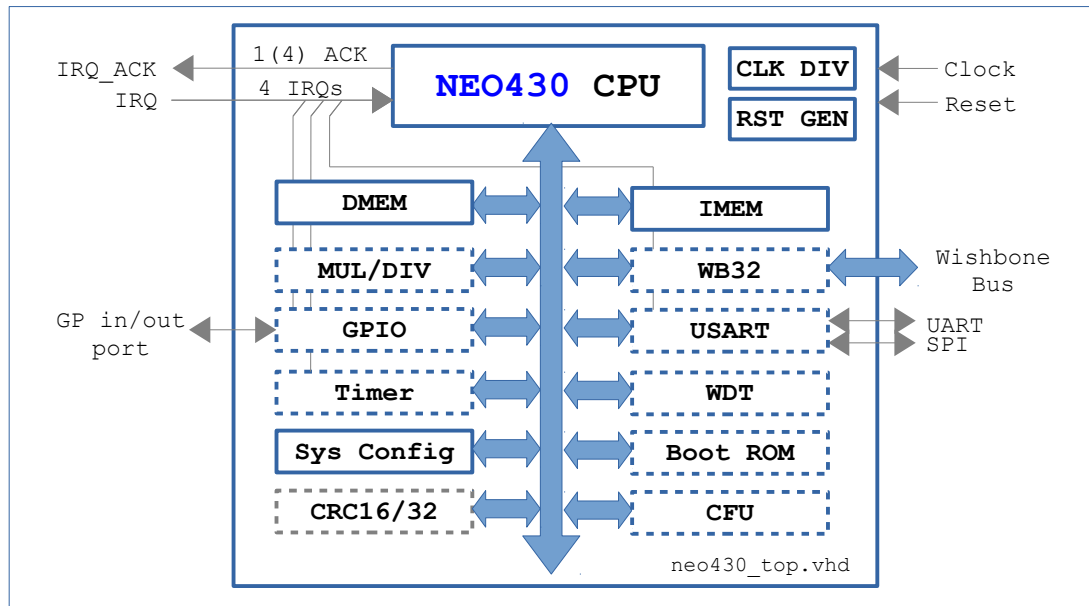 1(4) ACK
IRQ_ACK
IRQ
4 IRQs
NEO430 CPU
CLK DIV
Clock
RST GEN
Reset
DMEM
IMEM
MUL/DIV
WB32
Wishbone
Bus
GP in/out
port
GPIO
USART
UART
SPI
Timer
WDT
Sys Config
Boot ROM
CRC16/32
CFU
neo430_top.vhd